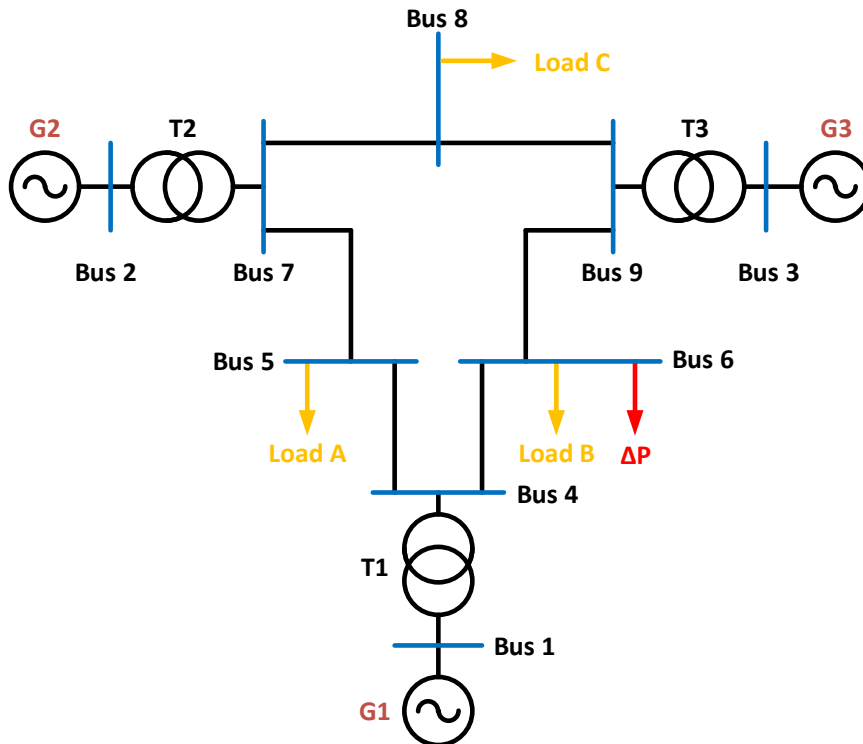 Bus 8
Load C
G2
T2
T3
G3
Bus 2
Bus 7
Bus 9
Bus 3
Bus 5
Bus 6
Load A
Load B
ΔP
Bus 4
T1
Bus 1
G1